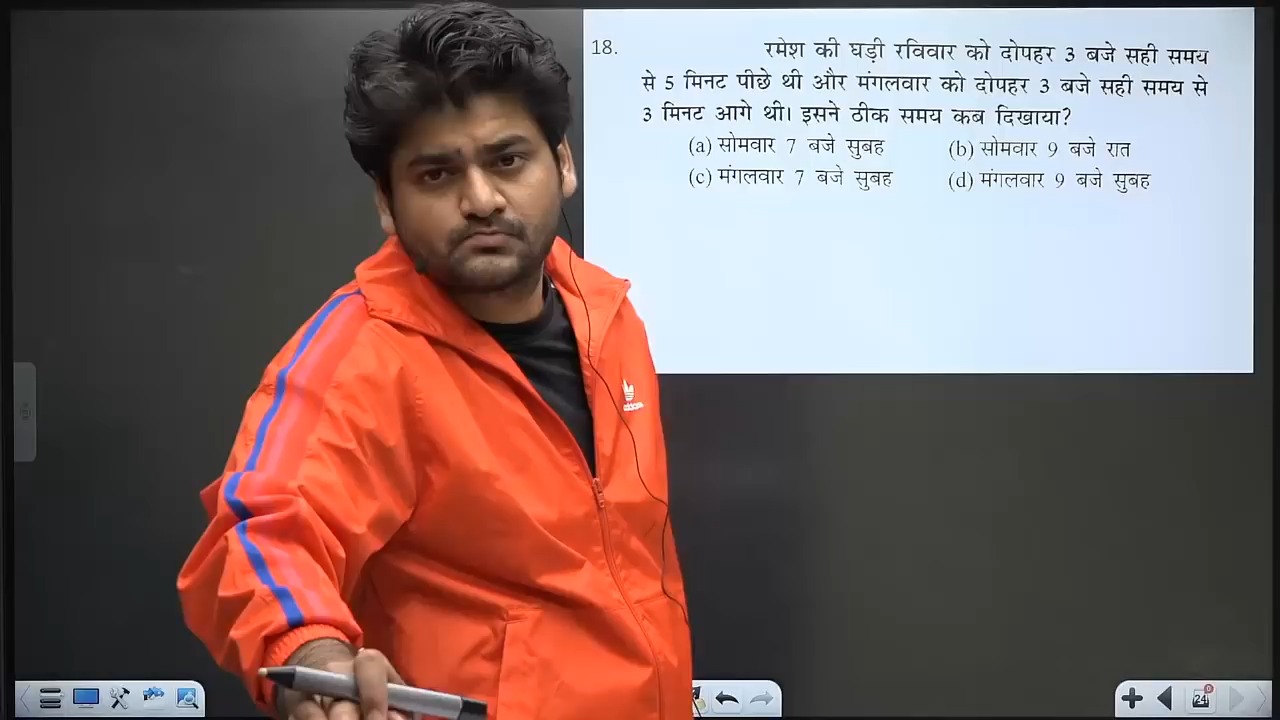 18. रमेश की घड़ी रविवार को दोपहर 3 बजे सही समय
से 5 मिनट पीछे थी और मंगलवार को दोपहर 3 बजे सही समय से
3 मिनट आगे थी। इसने ठीक समय कब दिखाया?
(a) सोमवार 7 बजे सुबह (b) सोमवार 9 बजे रात
(c) मंगलवार 7 बजे सुबह (d) मंगलवार 9 बजे सुबह
adidas
24
0